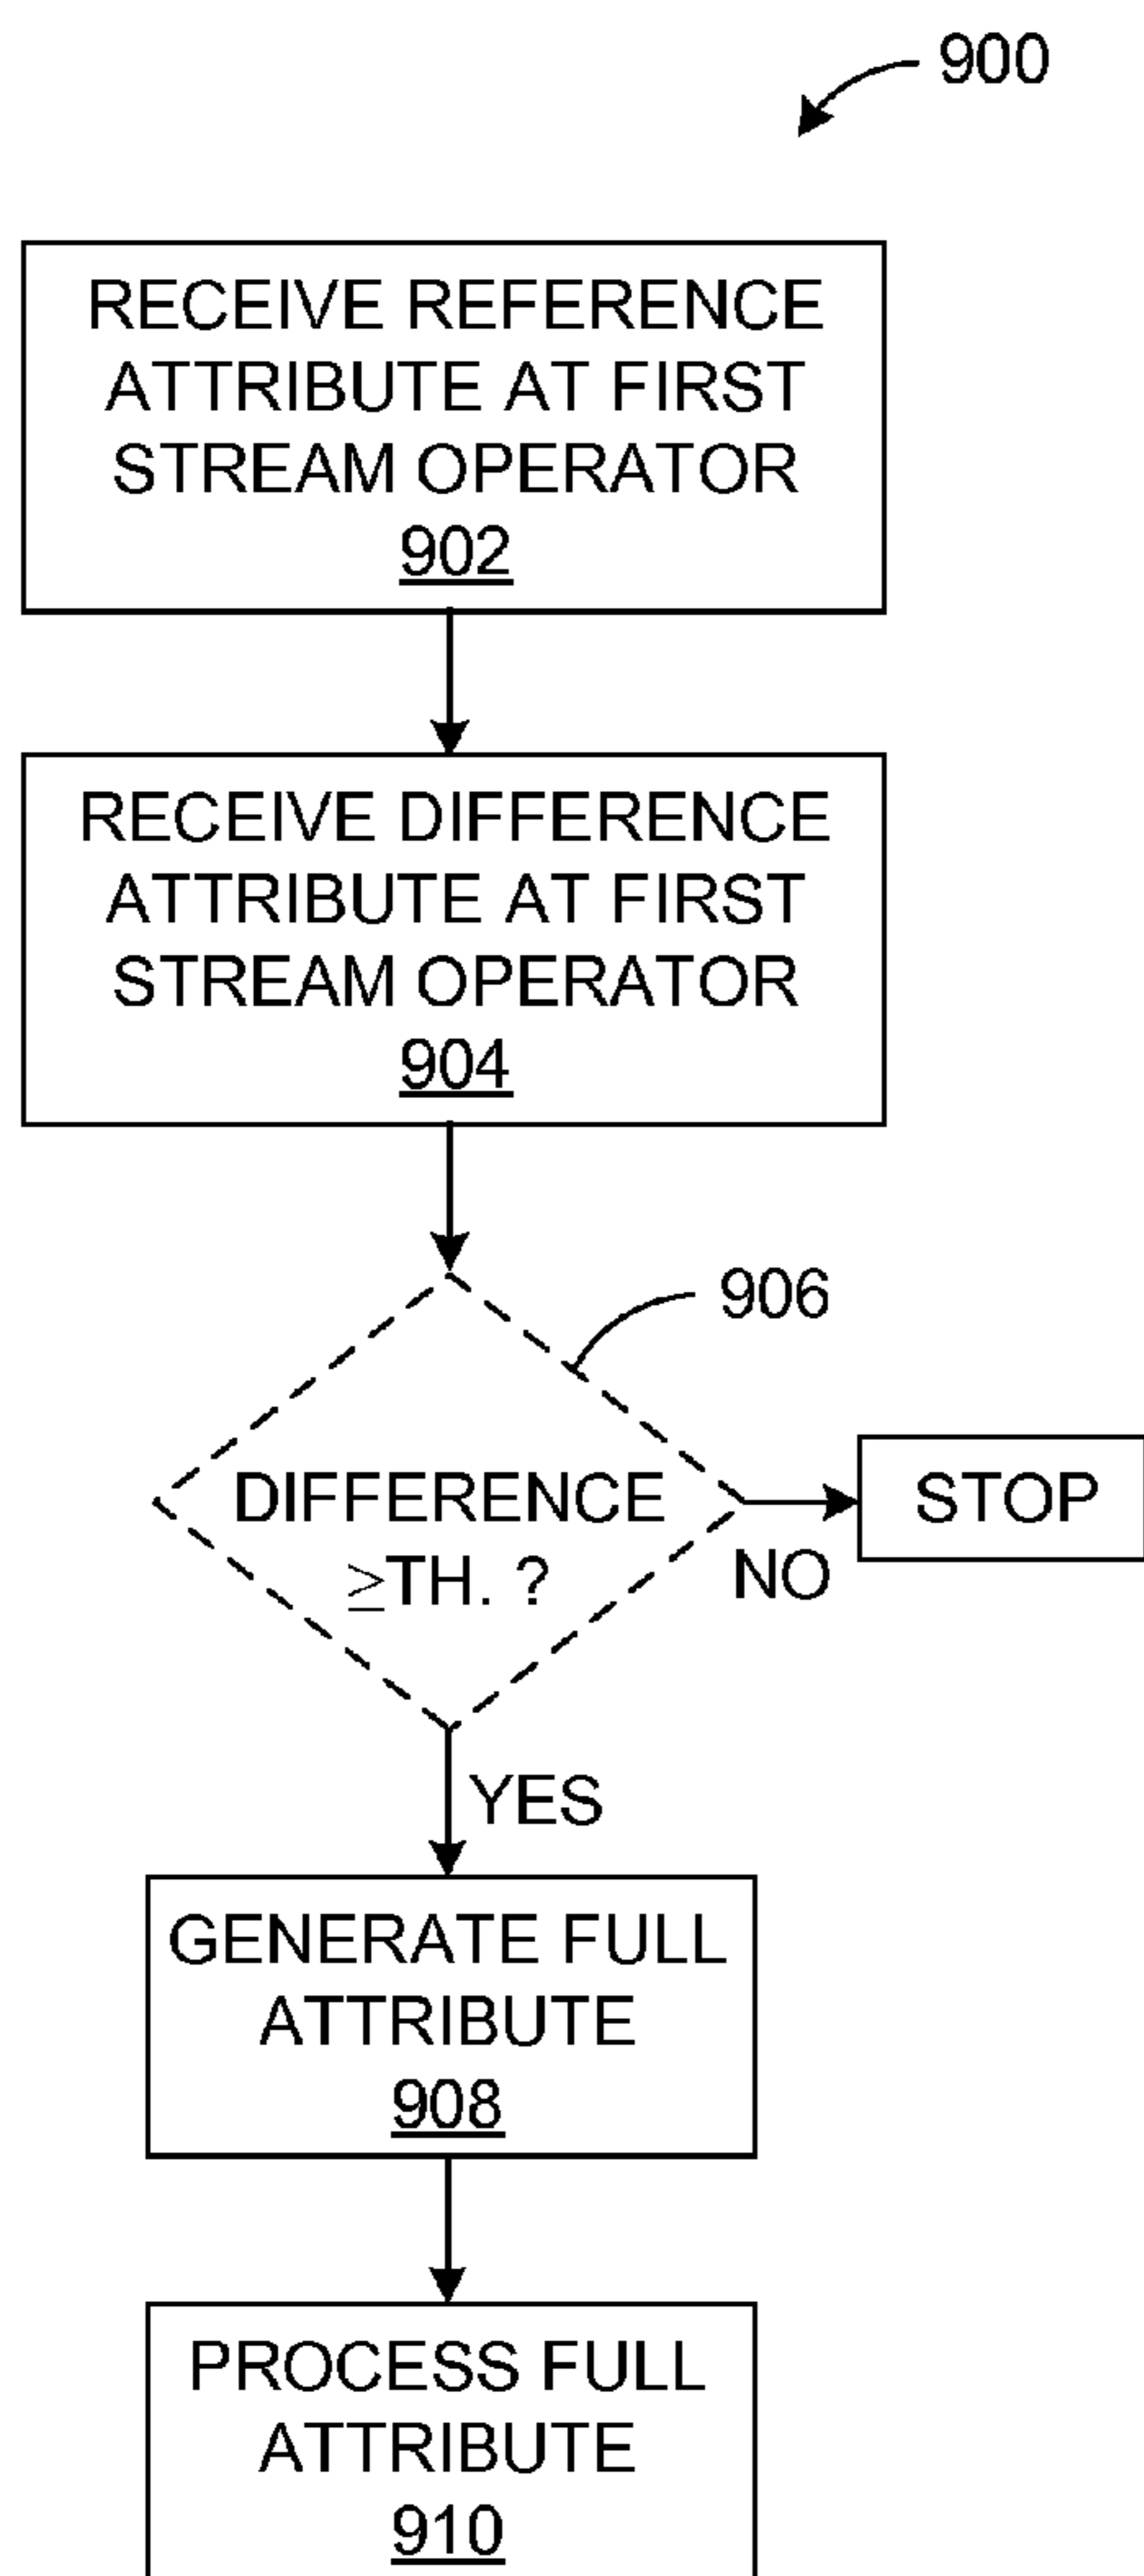 900
RECEIVE REFERENCE
ATTRIBUTE AT FIRST
STREAM OPERATOR
902
RECEIVE DIFFERENCE
ATTRIBUTE AT FIRST
STREAM OPERATOR
904
906
DIFFERENCE
≥TH. ?
STOP
NO
YES
GENERATE FULL
ATTRIBUTE
908
PROCESS FULL
ATTRIBUTE
910